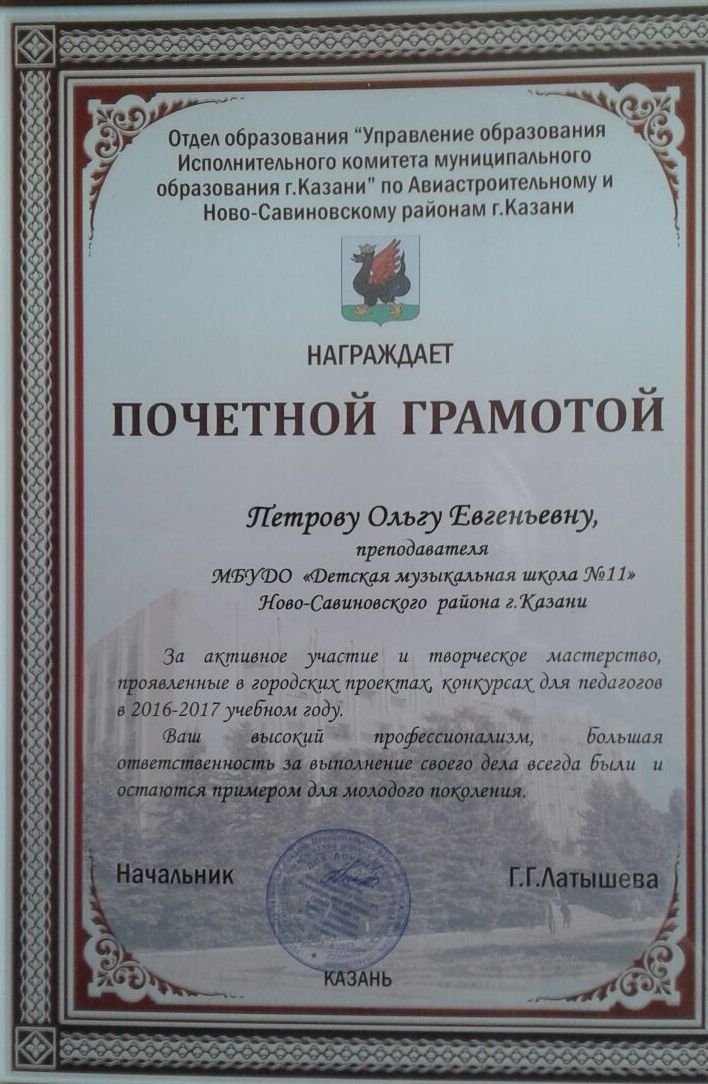 Отдел образования “Управление образования
Исполнительного комитета муниципального
образования г.Казани” по Авиастроительному и
Ново-Савиновскому районам г.Казани
НАГРАЖДАЕТ
ПОЧЕТНОЙ ГРАМОТОЙ
Петрову Ольгу Евгеньевну,
преподавателя
МБУДО «Детская музыкальная школа №11»
Ново-Савиновского района г.Казани
За активное участие и творческое мастерство,
проявленные в городских проектах, конкурсах для педагогов
в 2016-2017 учебном году.
Ваш высокий профессионализм, большая
ответственность за выполнение своего дела всегда были и
остаются примером для молодого поколения.
Начальник
Г.Г.Латышева
КАЗАНЬ